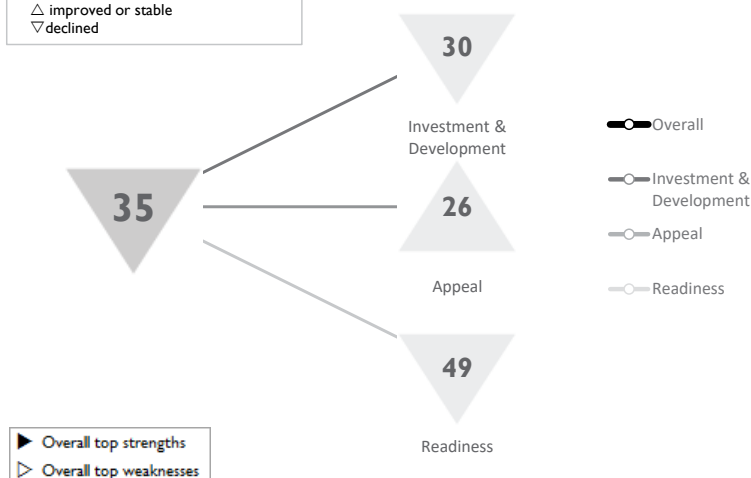 △ improved or stable
▽ declined
30
Investment &
Development
35
26
Appeal
49
Readiness
Overall
Investment &
Development
Appeal
Readiness
▶ Overall top strengths
▷ Overall top weaknesses